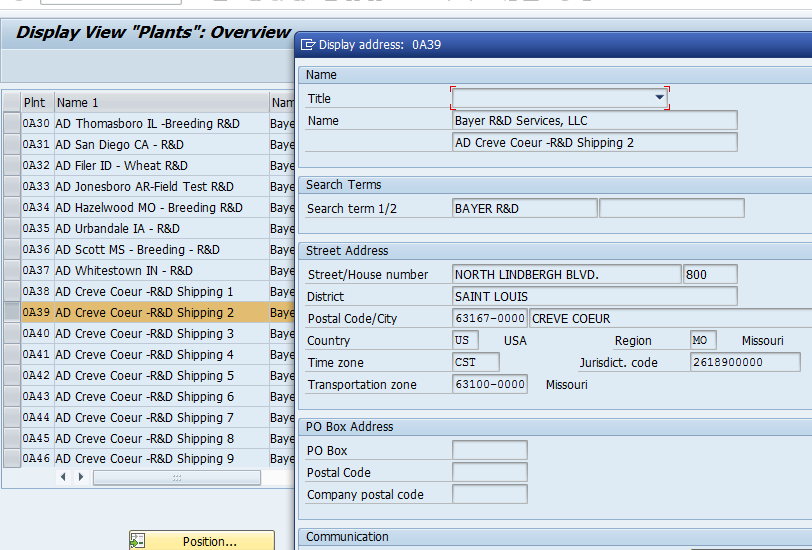 Display View "Plants": Overview
Plnt Name 1 Nam
0A30 AD Thomasboro IL -Breeding R&D Baye
0A31 AD San Diego CA - R&D Baye
0A32 AD Filer ID - Wheat R&D Baye
0A33 AD Jonesboro AR-Field Test R&D Baye
0A34 AD Hazelwood MO - Breeding R&D Baye
0A35 AD Urbandale IA - R&D Baye
0A36 AD Scott MS - Breeding - R&D Baye
0A37 AD Whitestown IN - R&D Baye
0A38 AD Creve Coeur -R&D Shipping 1 Baye
0A39 AD Creve Coeur -R&D Shipping 2 Baye
0A40 AD Creve Coeur -R&D Shipping 3 Baye
0A41 AD Creve Coeur -R&D Shipping 4 Baye
0A42 AD Creve Coeur -R&D Shipping 5 Baye
0A43 AD Creve Coeur -R&D Shipping 6 Baye
0A44 AD Creve Coeur -R&D Shipping 7 Baye
0A45 AD Creve Coeur -R&D Shipping 8 Baye
0A46 AD Creve Coeur -R&D Shipping 9 Baye
Position...
Display address: 0A39
Name
Title
Name Bayer R&D Services, LLC
AD Creve Coeur -R&D Shipping 2
Search Terms
Search term 1/2 BAYER R&D
Street Address
Street/House number NORTH LINDBERGH BLVD. 800
District SAINT LOUIS
Postal Code/City 63167-0000 CREVE COEUR
Country US USA Region MO Missouri
Time zone CST Jurisdict. code 2618900000
Transportation zone 63100-0000 Missouri
PO Box Address
PO Box
Postal Code
Company postal code
Communication